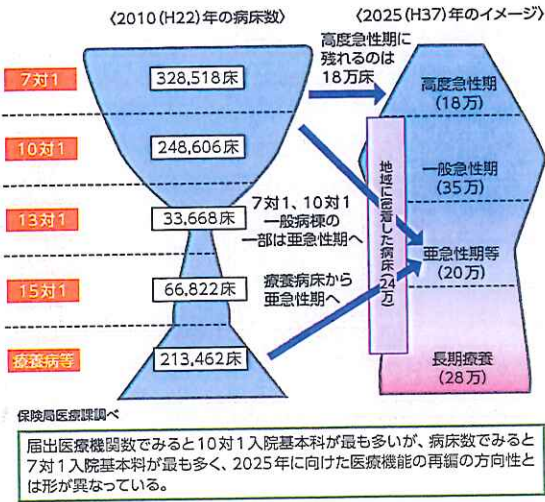 〈2010(H22)年の病床数〉
〈2025(H37)年のイメージ〉
7対1
328,518床
高度急性期に
残れるのは
18万床
高度急性期
(18万)
10対1
248,606床
一般急性期
(35万)
13対1
33,668床
7対1、10対1
一般病棟の
一部は亜急性期へ
地域に密着した病床(24万)
亜急性期等
(20万)
15対1
66,822床
療養病床から
亜急性期へ
療養病等
213,462床
長期療養
(28万)
保険局医療課調べ
届出医療機関数でみると10対1入院基本科が最も多いが、病床数でみると
7対1入院基本料が最も多く、2025年に向けた医療機能の再編の方向性と
は形が異なっている。